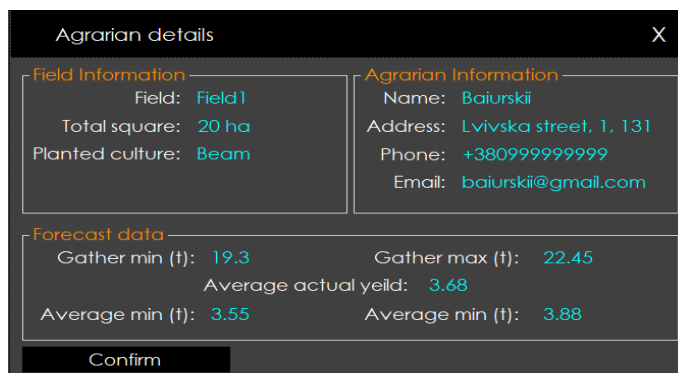 Agrarian details X
Field Information
Field: Field1
Total square: 20 ha
Planted culture: Beam
Agrarian Information
Name: Baiurskii
Address: Lvivska street, 1, 131
Phone: +380999999999
Email: baiurskii@gmail.com
Forecast data
Gather min (t): 19.3 Gather max (t): 22.45
Average actual yeild: 3.68
Average min (t): 3.55 Average min (t): 3.88
Confirm